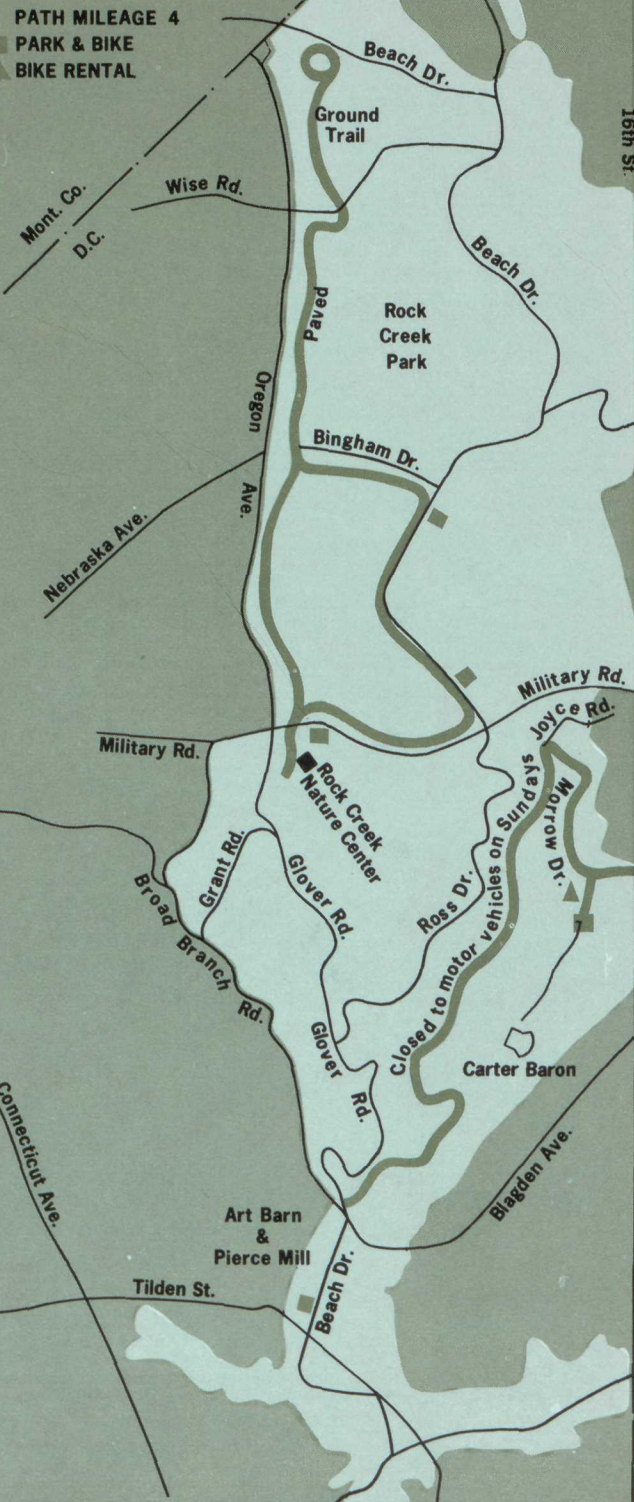 PATH MILEAGE 4
PARK & BIKE
BIKE RENTAL
Beach Dr.
16th St.
Ground
Trail
Mont. Co.
D.C.
Wise Rd.
Beach Dr.
Paved
Rock
Creek
Park
Oregon
Ave.
Bingham Dr.
Nebraska Ave.
Military Rd.
Joyce Rd.
Military Rd.
Rock Creek
Nature Center
Closed to motor vehicles on Sundays
Morrow Dr.
Grant Rd.
Glover Rd.
Ross Dr.
Broad Branch Rd.
Glover Rd.
Carter Baron
Connecticut Ave.
Blagden Ave.
Art Barn
&
Pierce Mill
Beach Dr.
Tilden St.